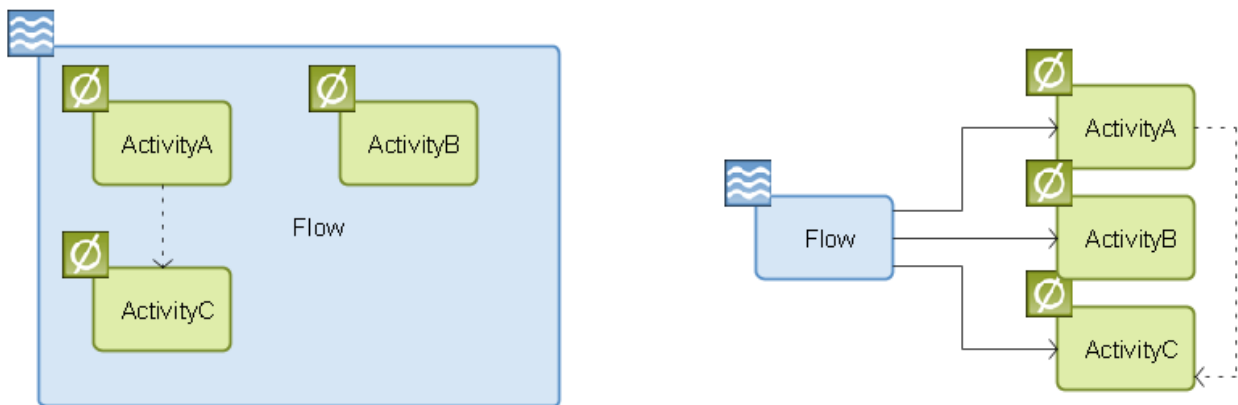 ActivityA
ActivityB
Flow
ActivityC
ActivityA
Flow
ActivityB
ActivityC